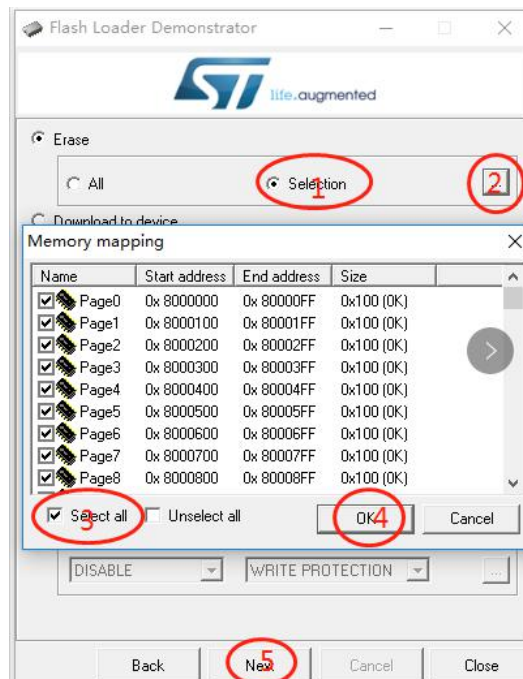 Flash Loader Demonstrator
ST life.augmented
Erase
All Selection 1 ... 2
Download to device
Memory mapping
Name Start address End address Size
Page0 0x 8000000 0x 80000FF 0x100 (0K)
Page1 0x 8000100 0x 80001FF 0x100 (0K)
Page2 0x 8000200 0x 80002FF 0x100 (0K)
Page3 0x 8000300 0x 80003FF 0x100 (0K)
Page4 0x 8000400 0x 80004FF 0x100 (0K)
Page5 0x 8000500 0x 80005FF 0x100 (0K)
Page6 0x 8000600 0x 80006FF 0x100 (0K)
Page7 0x 8000700 0x 80007FF 0x100 (0K)
Page8 0x 8000800 0x 80008FF 0x100 (0K)
Select all 3 Unselect all OK 4 Cancel
DISABLE WRITE PROTECTION ...
Back Next 5 Cancel Close